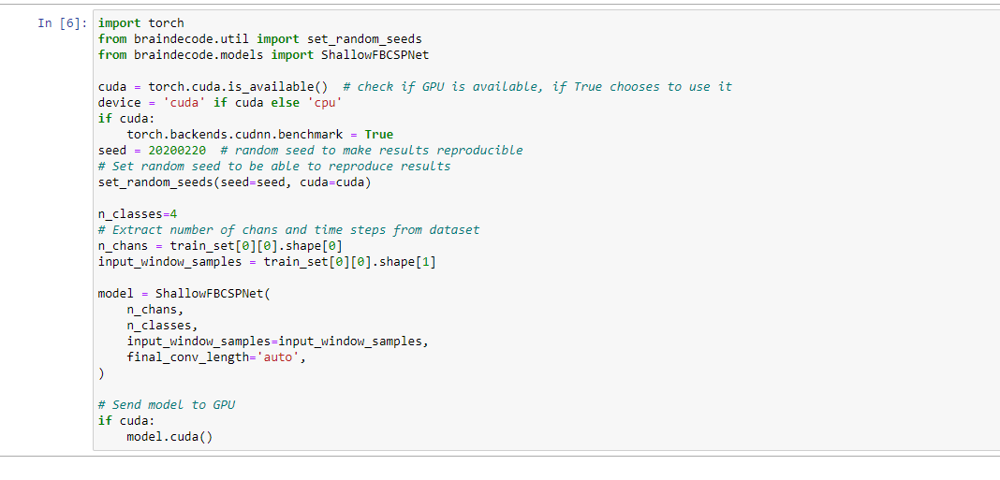 In [6]: import torch
from braindecode.util import set_random_seeds
from braindecode.models import ShallowFBCSPNet
cuda = torch.cuda.is_available()  # check if GPU is available, if True chooses to use it
device = 'cuda' if cuda else 'cpu'
if cuda:
    torch.backends.cudnn.benchmark = True
seed = 20200220  # random seed to make results reproducible
# Set random seed to be able to reproduce results
set_random_seeds(seed=seed, cuda=cuda)
n_classes=4
# Extract number of chans and time steps from dataset
n_chans = train_set[0][0].shape[0]
input_window_samples = train_set[0][0].shape[1]
model = ShallowFBCSPNet(
    n_chans,
    n_classes,
    input_window_samples=input_window_samples,
    final_conv_length='auto',
)
# Send model to GPU
if cuda:
    model.cuda()